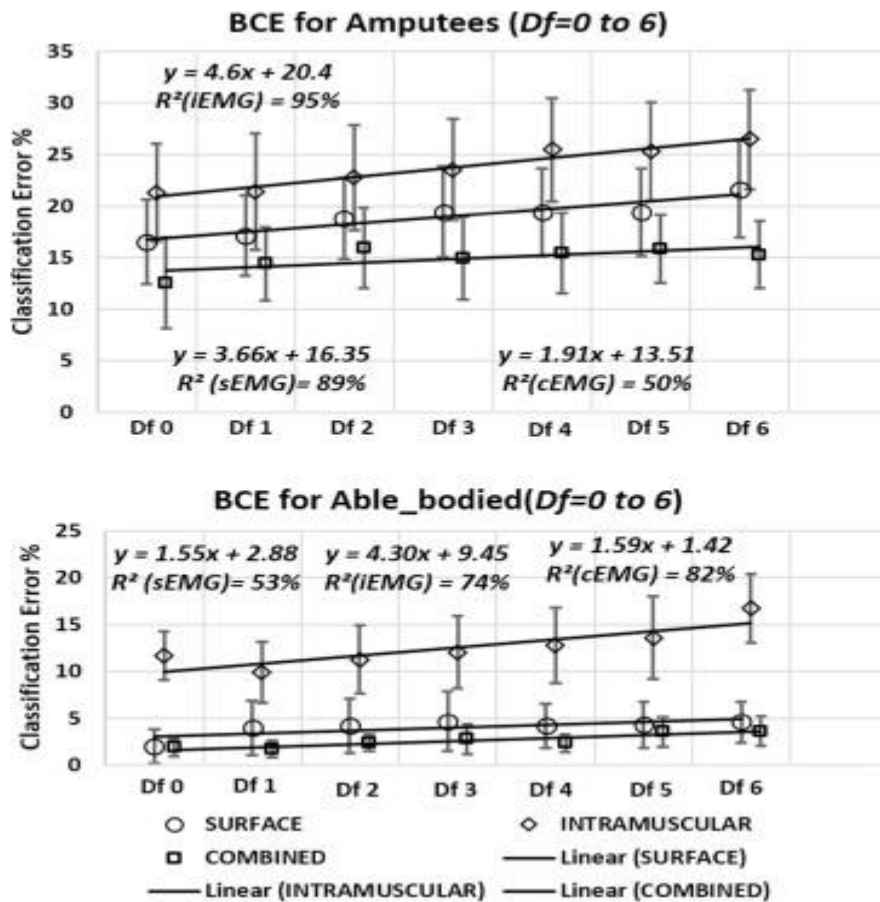 BCE for Amputees (Df=0 to 6)
35
30
25
20
15
10
5
0
Classification Error %
y = 4.6x + 20.4
R²(iEMG) = 95%
y = 3.66x + 16.35
R² (sEMG)= 89%
y = 1.91x + 13.51
R²(cEMG) = 50%
Df 0 Df 1 Df 2 Df 3 Df 4 Df 5 Df 6
BCE for Able_bodied(Df=0 to 6)
25
20
15
10
5
0
Classification Error %
y = 1.55x + 2.88
R² (sEMG)= 53%
y = 4.30x + 9.45
R²(iEMG) = 74%
y = 1.59x + 1.42
R²(cEMG) = 82%
Df 0 Df 1 Df 2 Df 3 Df 4 Df 5 Df 6
SURFACE INTRAMUSCULAR
COMBINED Linear (SURFACE)
Linear (INTRAMUSCULAR) Linear (COMBINED)